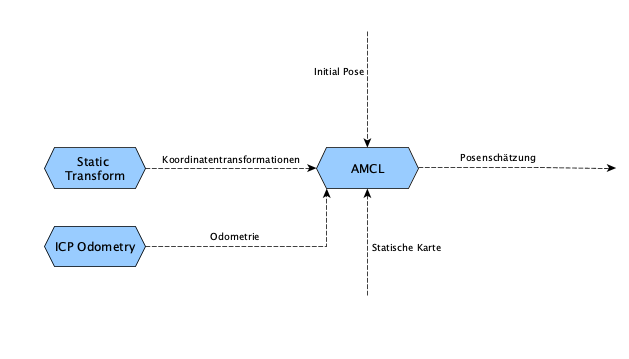 Initial Pose
Static
Transform
Koordinatentransformationen
AMCL
Posenschätzung
ICP Odometry
Odometrie
Statische Karte